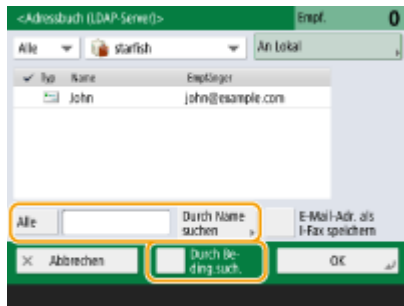 <Adressbuch (LDAP-Server)> Empf. 0
Alle starfish An Lokal
Typ Name Empfänger
John john@example.com
Alle Durch Name
suchen
E-Mail-Adr. als
I-Fax speichern
Abbrechen Durch Be-
ding.such.
OK